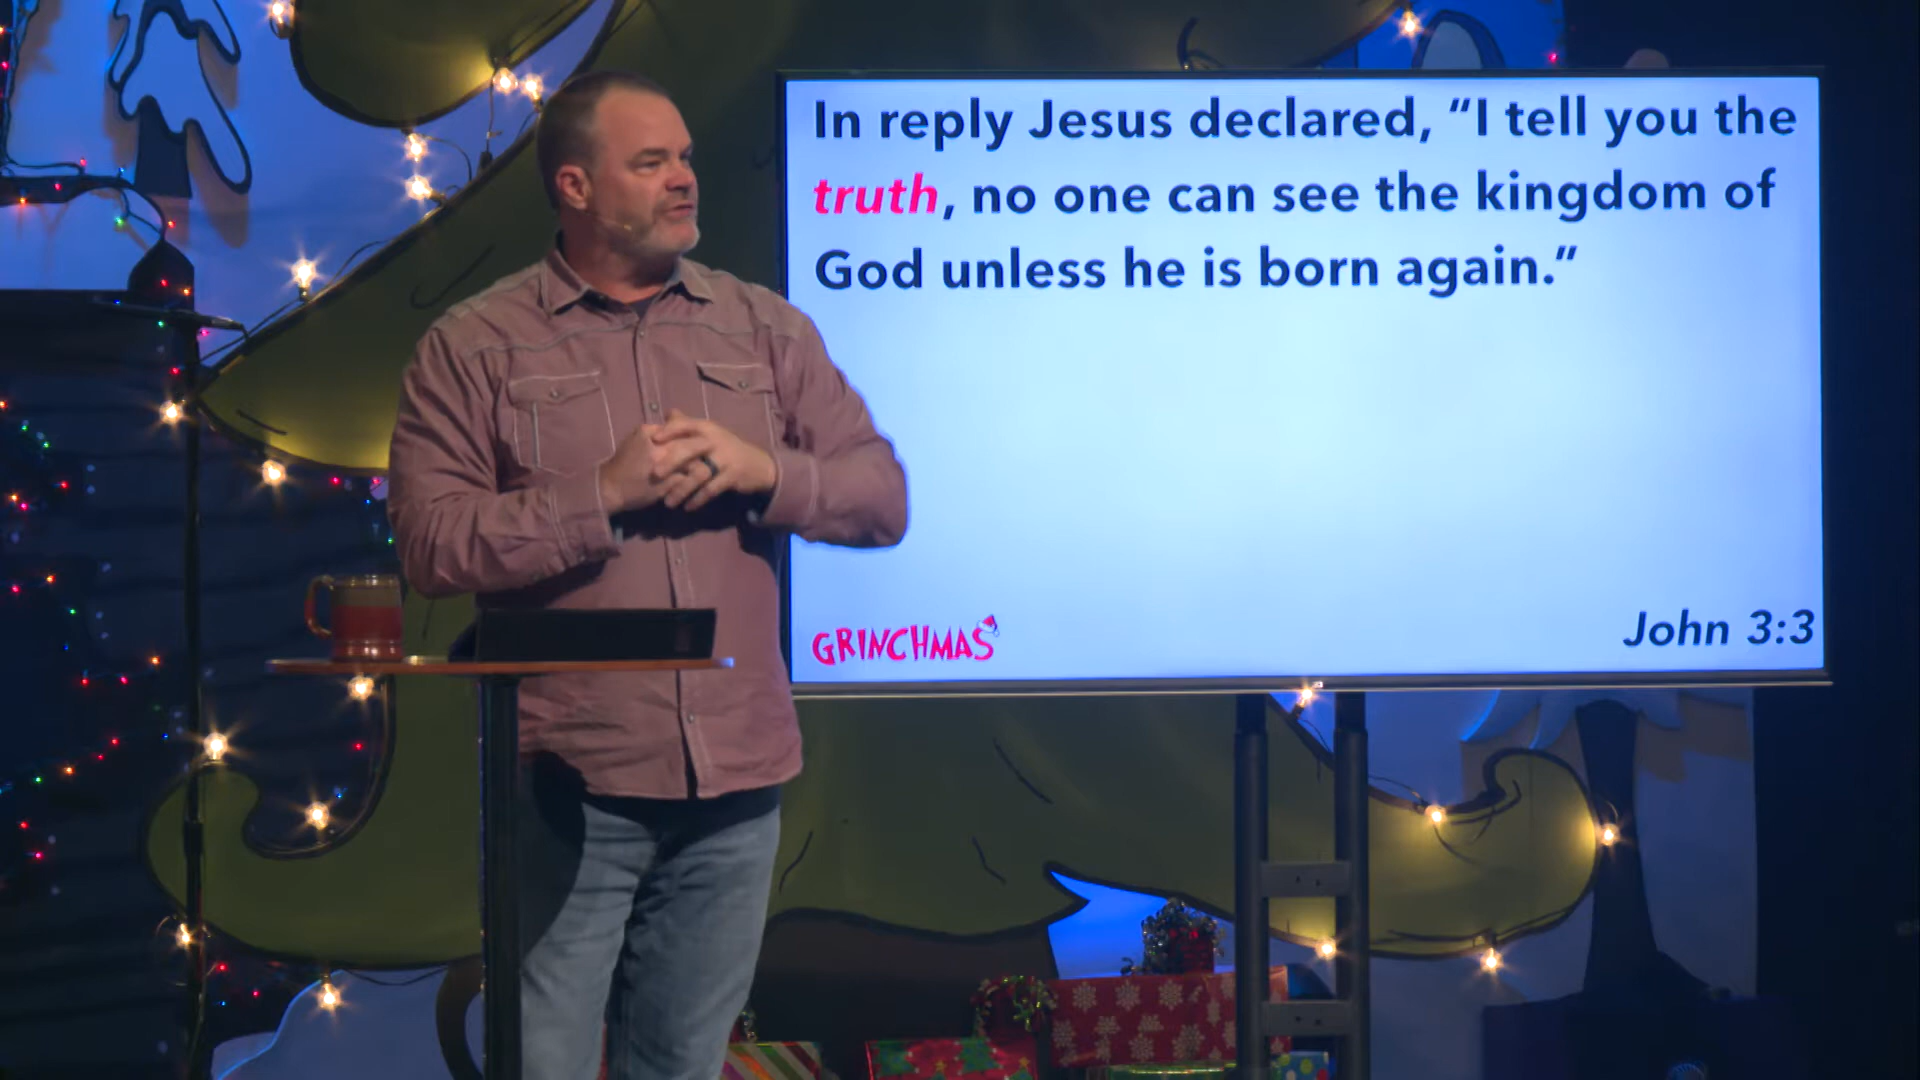 In reply Jesus declared, “I tell you the
truth, no one can see the kingdom of
God unless he is born again.”
GRINCHMAS
John 3:3